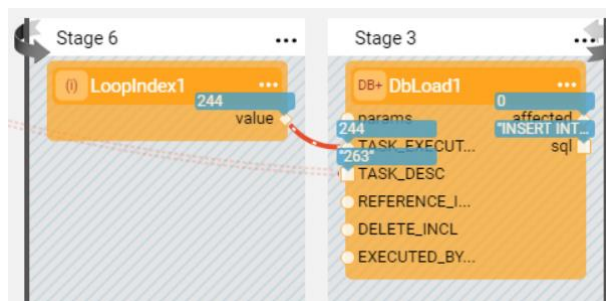 Stage 6
(i) LoopIndex1
244
value
Stage 3
DB+ DbLoad1
0
params
affected
244
"INSERT INT...
TASK_EXECUT...
sql
"263"
TASK_DESC
REFERENCE_I...
DELETE_INCL
EXECUTED_BY...